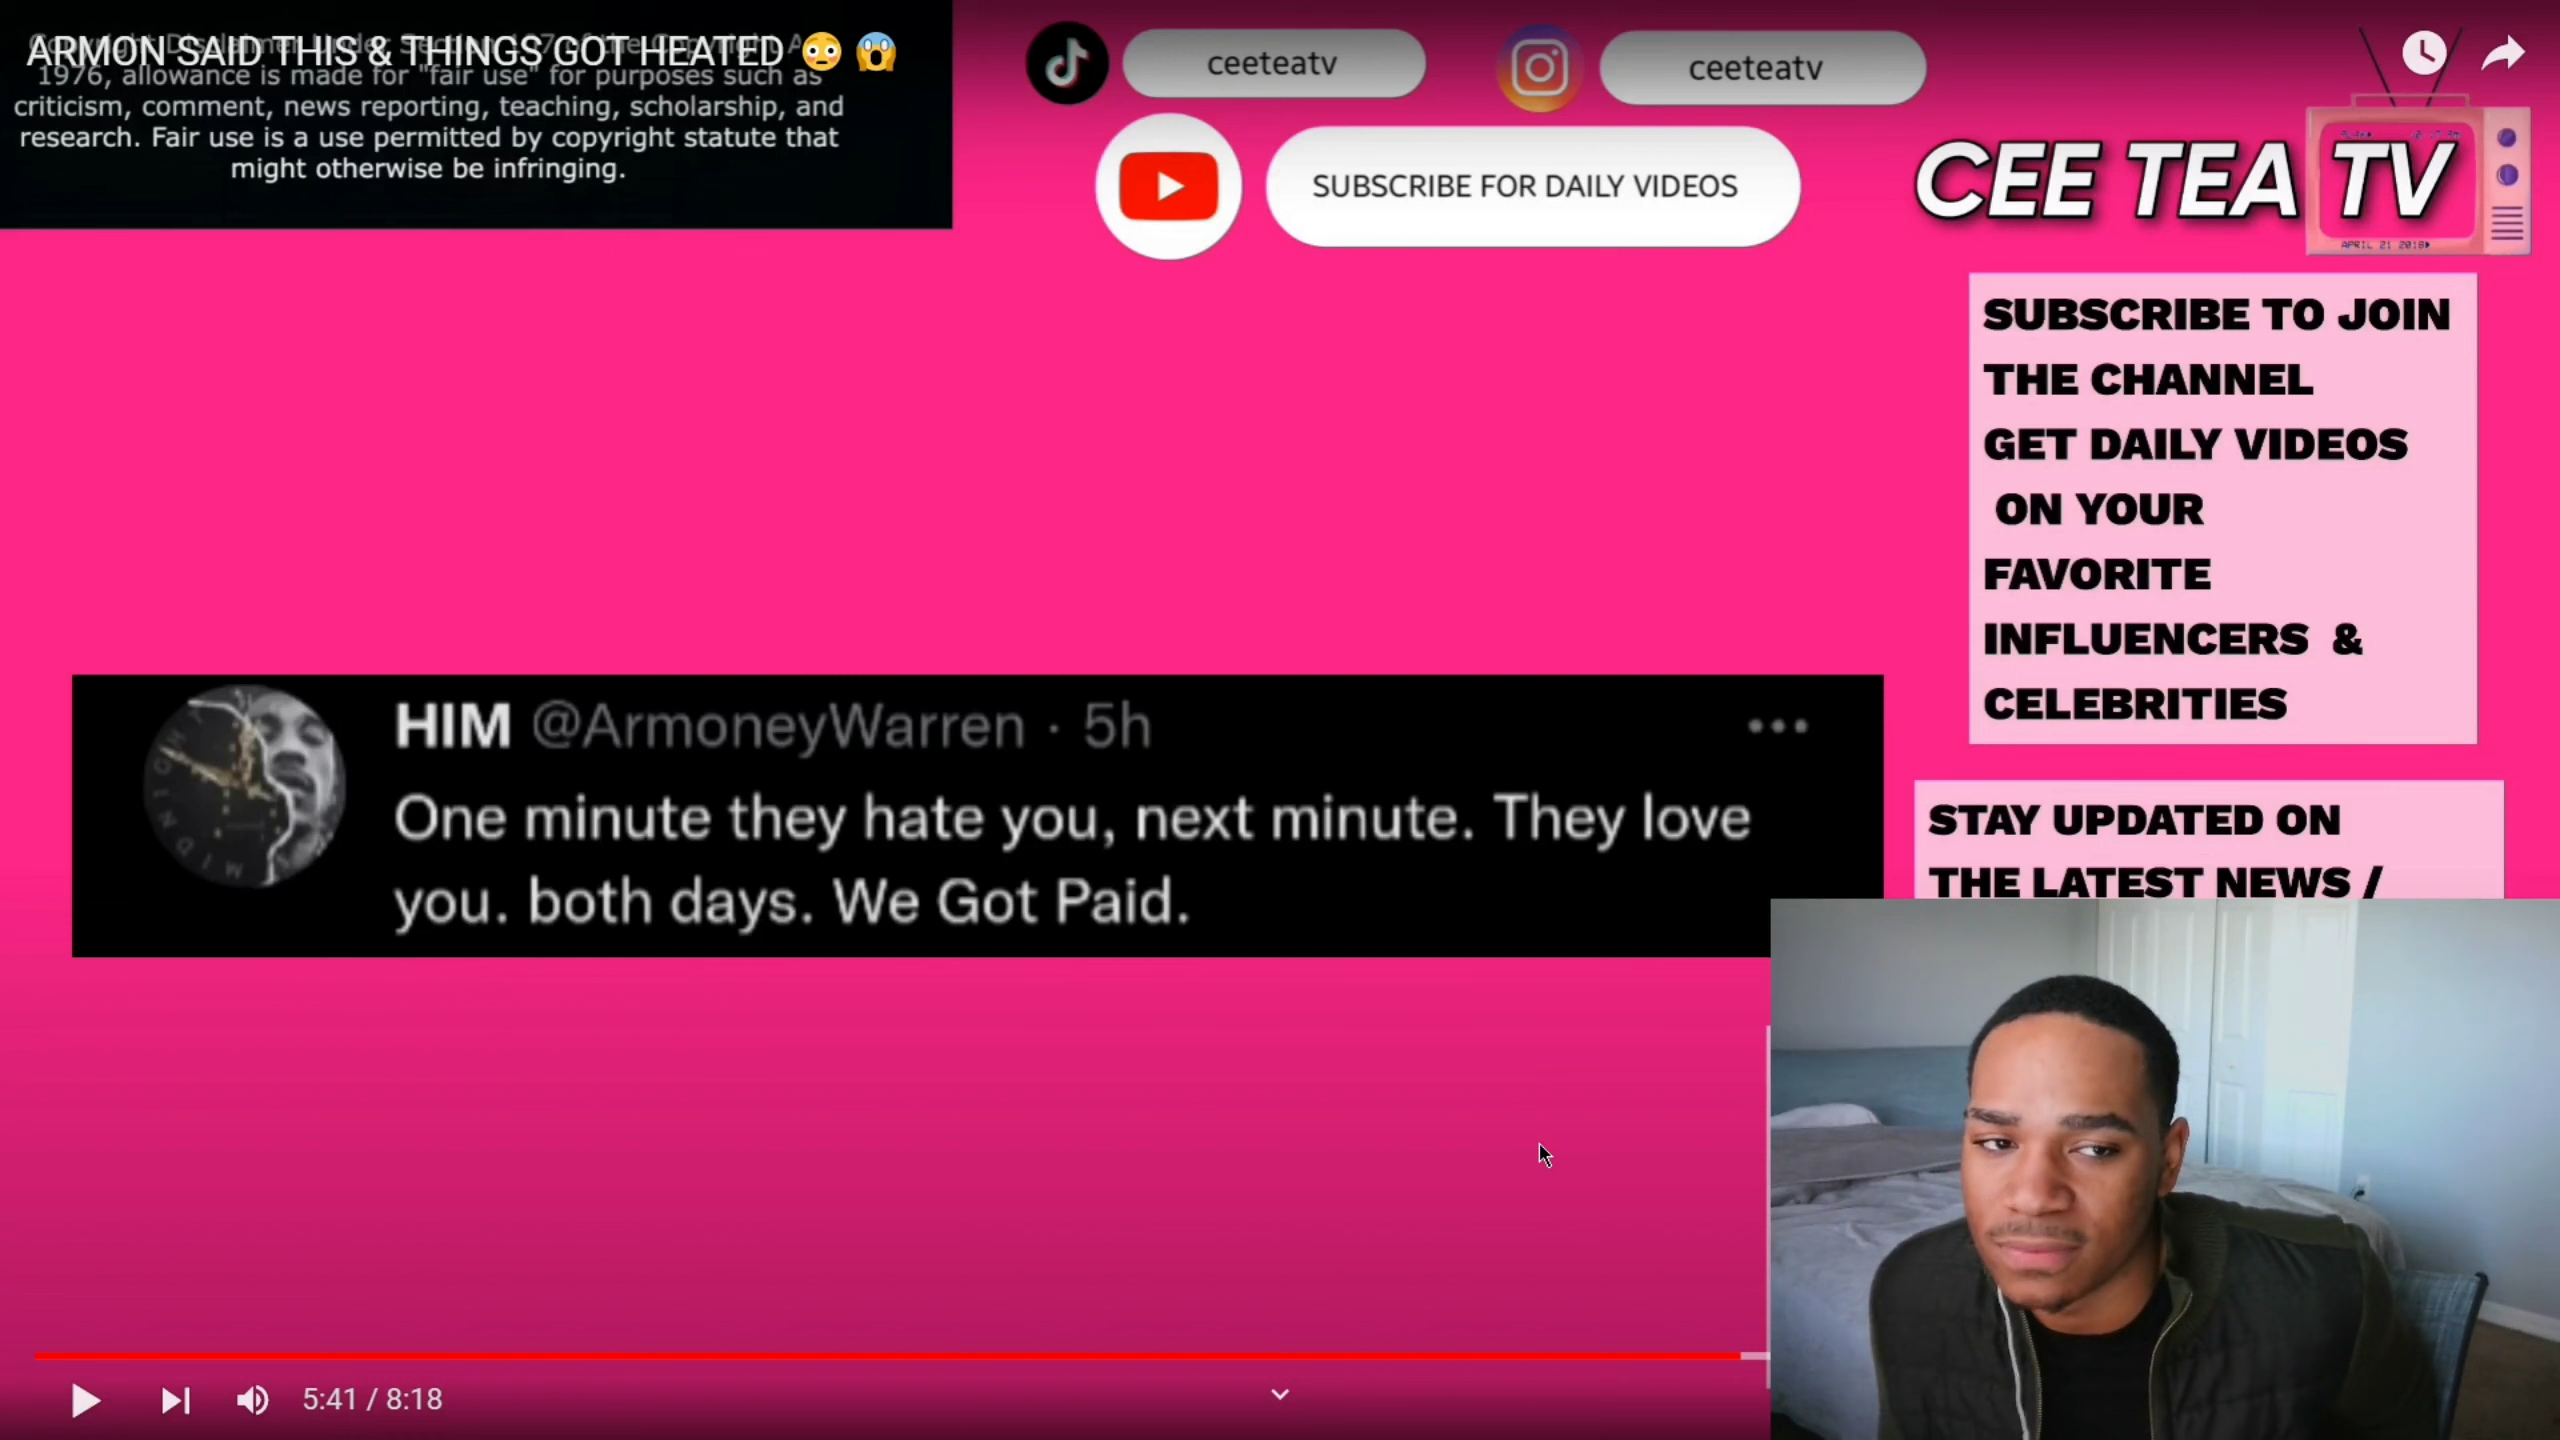 ARMON SAID THIS & THINGS GOT HEATED 😳 😱
1976, allowance is made for "fair use" for purposes such as
criticism, comment, news reporting, teaching, scholarship, and
research. Fair use is a use permitted by copyright statute that
might otherwise be infringing.
ceeteatv
ceeteatv
SUBSCRIBE FOR DAILY VIDEOS
CEE TEA TV
APRIL 21 2018
SUBSCRIBE TO JOIN
THE CHANNEL
GET DAILY VIDEOS
ON YOUR
FAVORITE
INFLUENCERS &
CELEBRITIES
HIM @ArmoneyWarren · 5h
One minute they hate you, next minute. They love
you. both days. We Got Paid.
STAY UPDATED ON
THE LATEST NEWS /
5:41 / 8:18